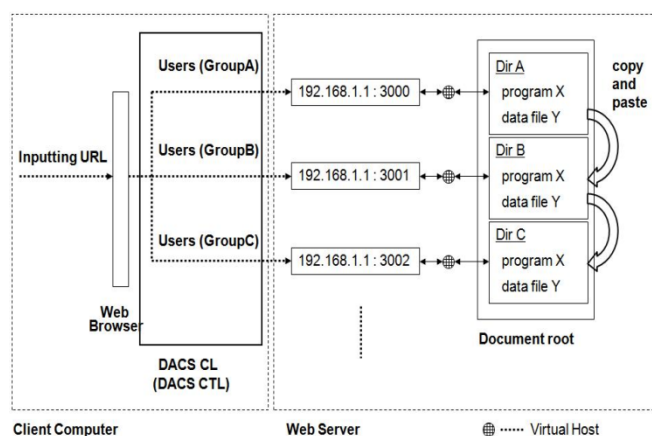 Users (GroupA)
192.168.1.1 : 3000
Dir A
program X
data file Y
copy
and
paste
Inputting URL
Users (GroupB)
192.168.1.1 : 3001
Dir B
program X
data file Y
Users (GroupC)
192.168.1.1 : 3002
Dir C
program X
data file Y
Web
Browser
DACS CL
(DACS CTL)
Document root
Client Computer
Web Server
Virtual Host